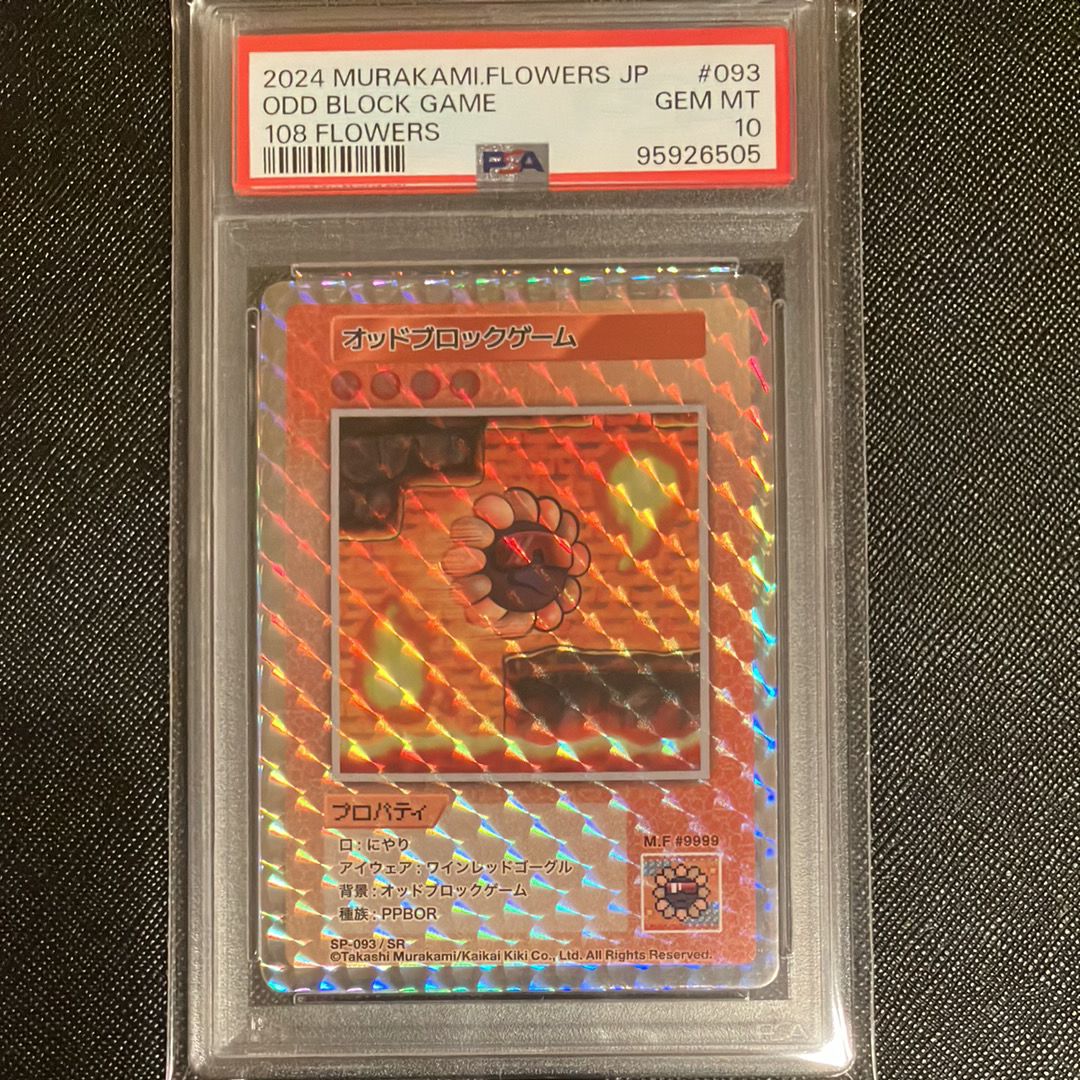 2024 MURAKAMI.FLOWERS JP #093
ODD BLOCK GAME GEM MT
108 FLOWERS 10
PSA 95926505
オッドブロックゲーム
プロパティ
口 : にやり
アイウェア : ワインレッドゴーグル
背景 : オッドブロックゲーム
種族 : PPBOR
M.F #9999
SP-093 / SR
©Takashi Murakami/Kaikai Kiki Co., Ltd. All Rights Reserved.
PSA